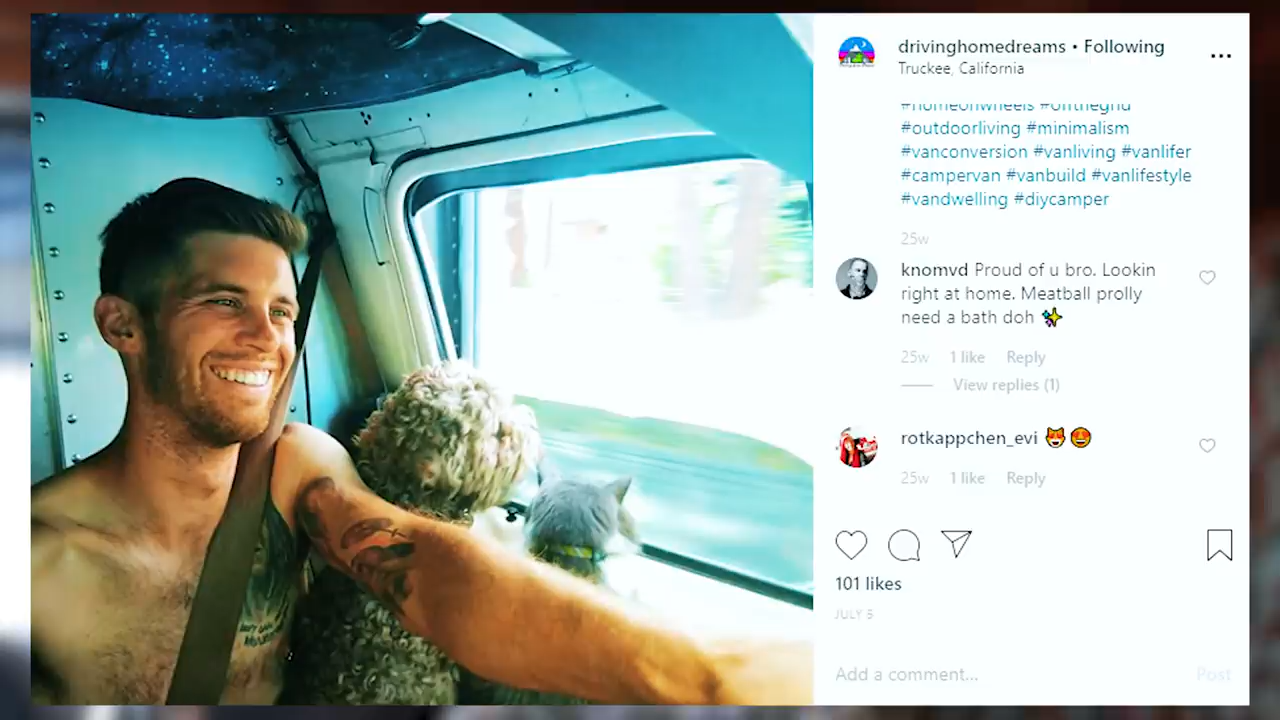 drivinghomedreams • Following
Truckee, California
#homeonwheels #offthegrid
#outdoorliving #minimalism
#vanconversion #vanliving #vanlifer
#campervan #vanbuild #vanlifestyle
#vandwelling #diycamper
25w
knomvd Proud of u bro. Lookin
right at home. Meatball prolly
need a bath doh ✨
25w 1 like Reply
View replies (1)
rotkappchen_evi 😻🤩
25w 1 like Reply
101 likes
JULY 5
Add a comment... Post